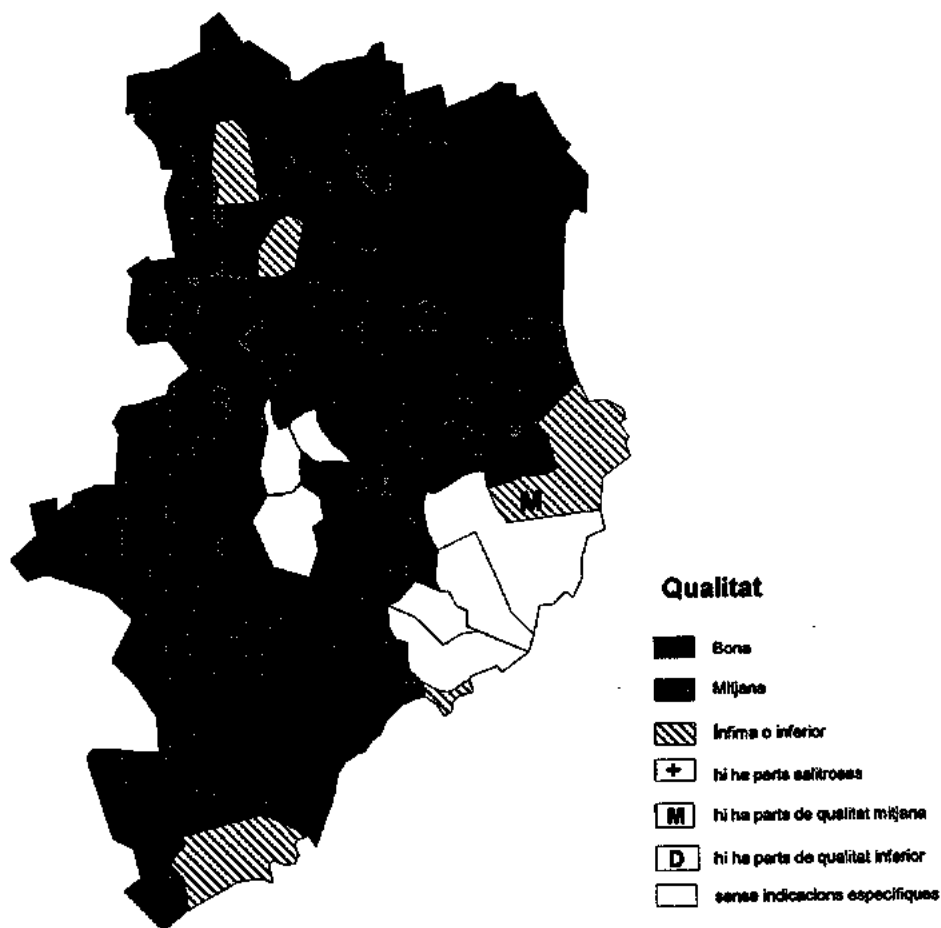 M
Qualitat
Bona
Mitjana
Ínfima o inferior
+ hi ha parts salitroses
M hi ha parts de qualitat mitjana
D hi ha parts de qualitat inferior
sense indicacions específiques